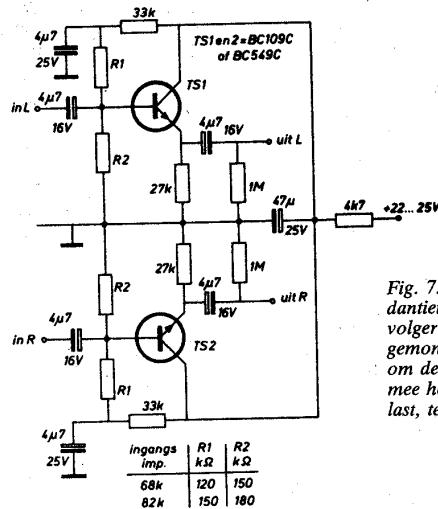 33k
4µ7
25V
R1
TS1 en 2 = BC109C
of BC549C
TS1
4µ7
in L
16V
4µ7
16V
uit L
R2
27k
1M
47µ
25V
4k7
+22...25V
27k
1M
R2
4µ7
16V
uit R
4µ7
in R
16V
TS2
R1
33k
4µ7
25V
ingangs imp. R1 kΩ R2 kΩ
68k 120 150
82k 150 180
Fig. 7.
dantie
volger
gemon
om de
mee h
last, te